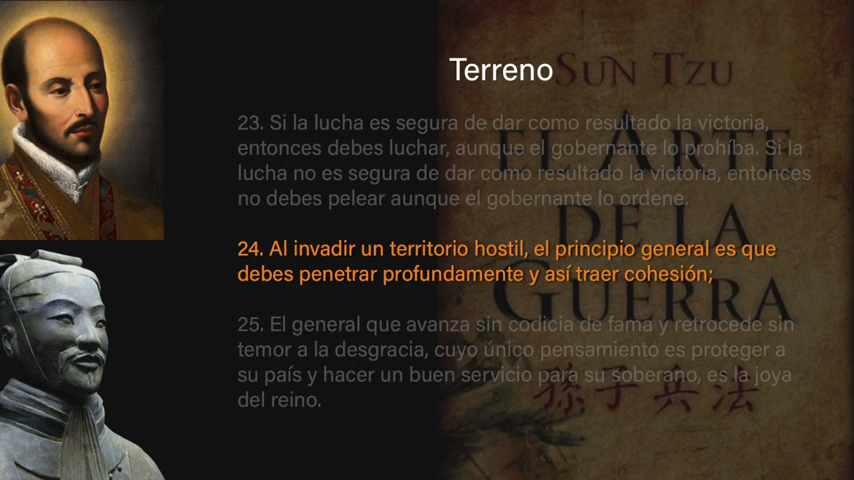 Terreno
SUN TZU
EL ARTE
DE LA
GUERRA
孫子兵法
23. Si la lucha es segura de dar como resultado la victoria,
entonces debes luchar, aunque el gobernante lo prohíba. Si la
lucha no es segura de dar como resultado la victoria, entonces
no debes pelear aunque el gobernante lo ordene.
24. Al invadir un territorio hostil, el principio general es que
debes penetrar profundamente y así traer cohesión;
25. El general que avanza sin codicia de fama y retrocede sin
temor a la desgracia, cuyo único pensamiento es proteger a
su país y hacer un buen servicio para su soberano, es la joya
del reino.